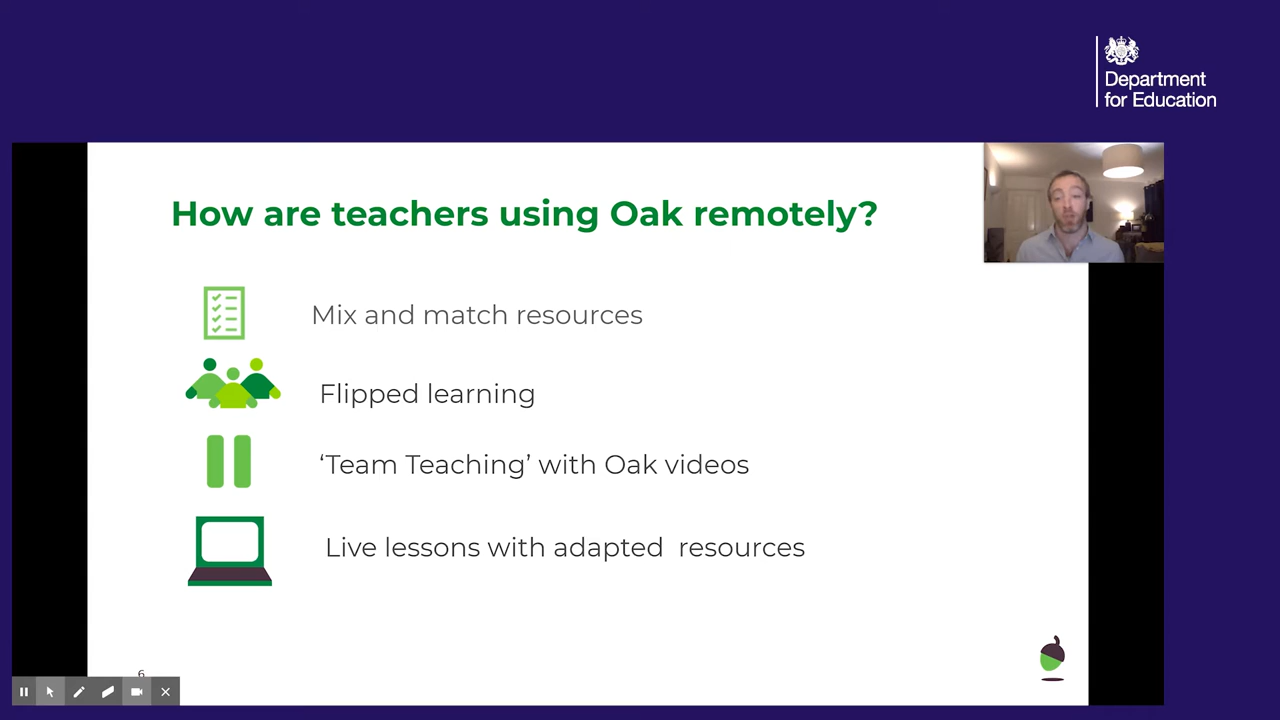 Department
for Education
How are teachers using Oak remotely?
Mix and match resources
Flipped learning
‘Team Teaching’ with Oak videos
Live lessons with adapted  resources
6